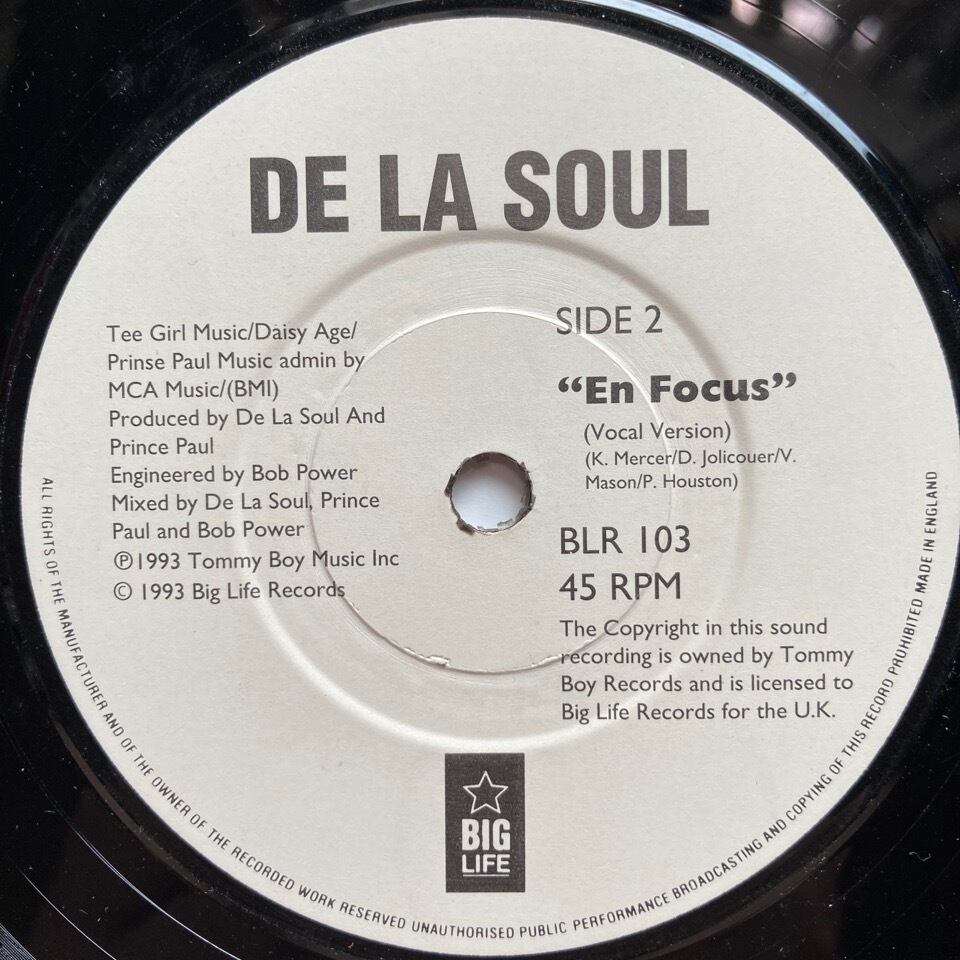 DE LA SOUL
Tee Girl Music/Daisy Age/
Prinse Paul Music admin by
MCA Music/(BMI)
Produced by De La Soul And
Prince Paul
Engineered by Bob Power
Mixed by De La Soul, Prince
Paul and Bob Power
℗1993 Tommy Boy Music Inc
© 1993 Big Life Records
SIDE 2
“En Focus”
(Vocal Version)
(K. Mercer/D. Jolicouer/V.
Mason/P. Houston)
BLR 103
45 RPM
The Copyright in this sound
recording is owned by Tommy
Boy Records and is licensed to
Big Life Records for the U.K.
BIG
LIFE
ALL RIGHTS OF THE MANUFACTURER AND OF THE OWNER OF THE RECORDED WORK RESERVED UNAUTHORISED PUBLIC PERFORMANCE BROADCASTING AND COPYING OF THIS RECORD PROHIBITED MADE IN ENGLAND